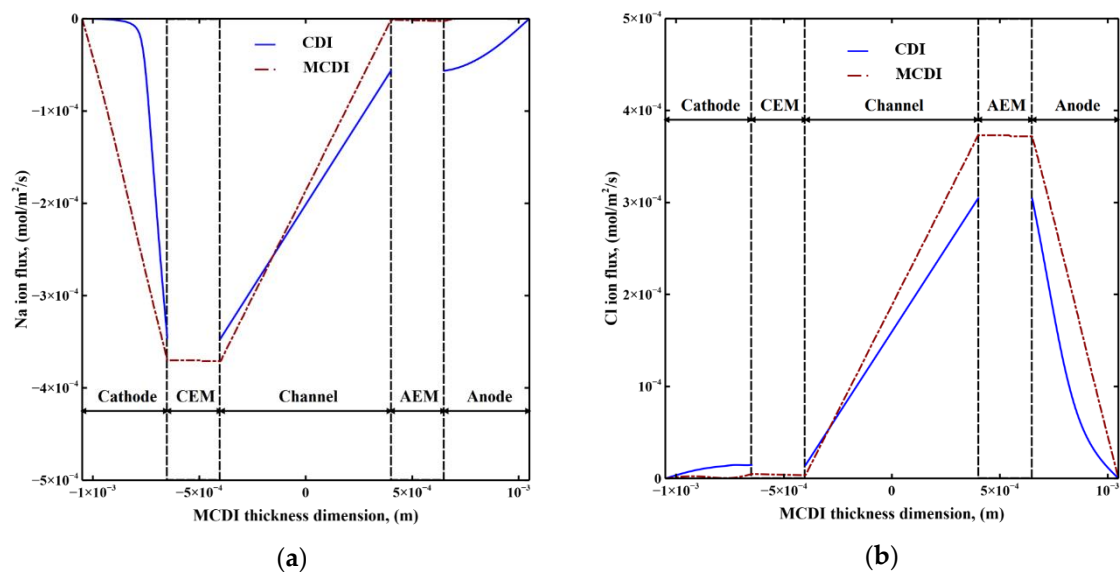 0
−1×10⁻⁴
−2×10⁻⁴
−3×10⁻⁴
−4×10⁻⁴
−5×10⁻⁴
Na ion flux, (mol/m²/s)
CDI
MCDI
Cathode CEM Channel AEM Anode
−1×10⁻³ −5×10⁻⁴ 0 5×10⁻⁴ 10⁻³
MCDI thickness dimension, (m)
(a)
5×10⁻⁴
4×10⁻⁴
3×10⁻⁴
2×10⁻⁴
10⁻⁴
0
Cl ion flux, (mol/m²/s)
CDI
MCDI
Cathode CEM Channel AEM Anode
−1×10⁻³ −5×10⁻⁴ 0 5×10⁻⁴ 10⁻³
MCDI thickness dimension, (m)
(b)